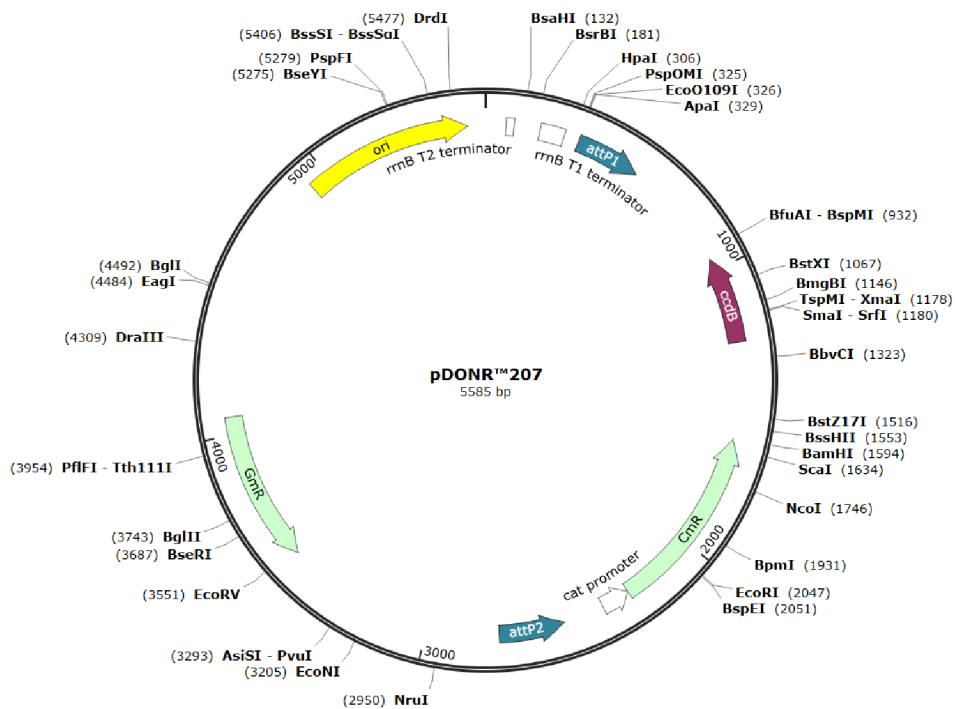 (5477) DrdI
(5406) BssSI - BssSαI
(5279) PspFI
(5275) BseYI
BsaHI (132)
BsrBI (181)
HpaI (306)
PspOMI (325)
EcoO109I (326)
ApaI (329)
ori
rrnB T2 terminator
rrnB T1 terminator
attP1
5000
1000
BfuAI - BspMI (932)
BstXI (1067)
BmgBI (1146)
TspMI - XmaI (1178)
SmaI - SrfI (1180)
BbvCI (1323)
ccdB
(4492) BglI
(4484) EagI
(4309) DraIII
pDONR™207
5585 bp
BstZ17I (1516)
BssHII (1553)
BamHI (1594)
ScaI (1634)
NcoI (1746)
BpmI (1931)
EcoRI (2047)
BspEI (2051)
CmR
2000
cat promoter
attP2
4000
GmR
(3954) PflFI - Tth111I
(3743) BglII
(3687) BseRI
(3551) EcoRV
(3293) AsiSI - PvuI
(3205) EcoNI
(2950) NruI
3000